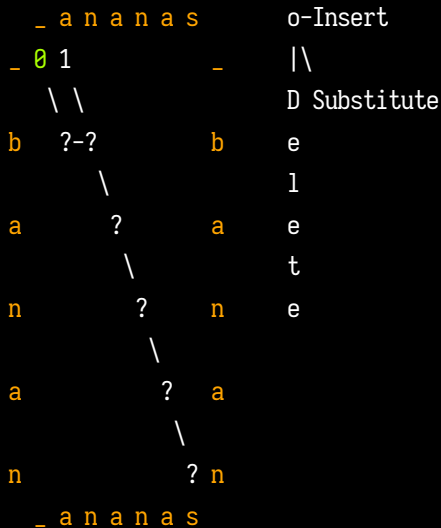 _ a n a n a s o-Insert
_ 0 1 _ |\
\ \ D Substitute
b ?-? b e
\ l
a ? a e
\ t
n ? n e
\
a ? a
\
n ? n
_ a n a n a s